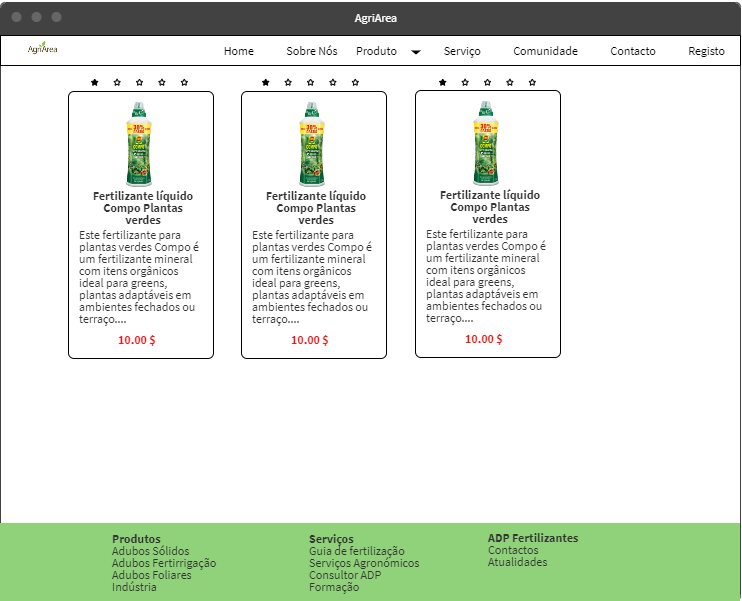 AgriArea
AgriArea
Home Sobre Nós Produto Serviço Comunidade Contacto Registo
Fertilizante líquido
Compo Plantas
verdes
Este fertilizante para
plantas verdes Compo é
um fertilizante mineral
com itens orgânicos
ideal para greens,
plantas adaptáveis em
ambientes fechados ou
terraço....
10.00 $
Fertilizante líquido
Compo Plantas
verdes
Este fertilizante para
plantas verdes Compo é
um fertilizante mineral
com itens orgânicos
ideal para greens,
plantas adaptáveis em
ambientes fechados ou
terraço....
10.00 $
Fertilizante líquido
Compo Plantas
verdes
Este fertilizante para
plantas verdes Compo é
um fertilizante mineral
com itens orgânicos
ideal para greens,
plantas adaptáveis em
ambientes fechados ou
terraço....
10.00 $
Produtos
Adubos Sólidos
Adubos Fertirrigação
Adubos Foliares
Indústria
Serviços
Guia de fertilização
Serviços Agronómicos
Consultor ADP
Formação
ADP Fertilizantes
Contactos
Atualidades